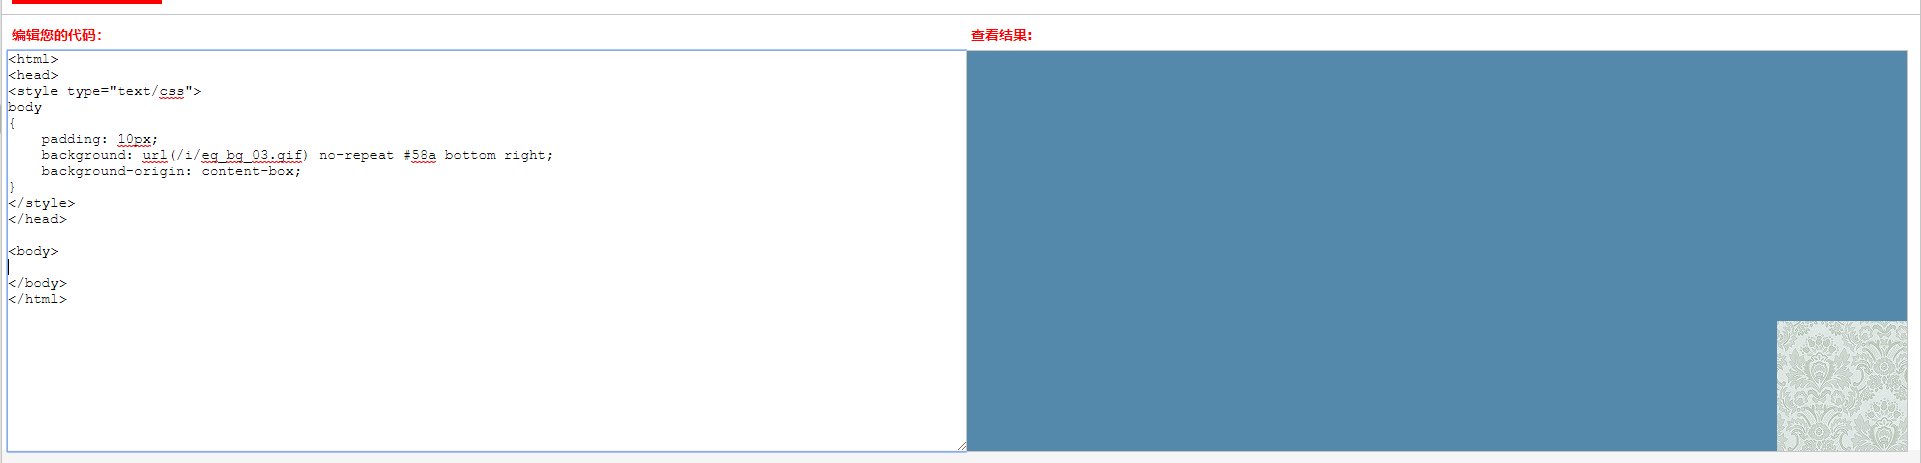 编辑您的代码：
查看结果:
<html>
<head>
<style type="text/css">
body
{
    padding: 10px;
    background: url(/i/eg_bg_03.gif) no-repeat #58a bottom right;
    background-origin: content-box;
}
</style>
</head>
<body>
</body>
</html>